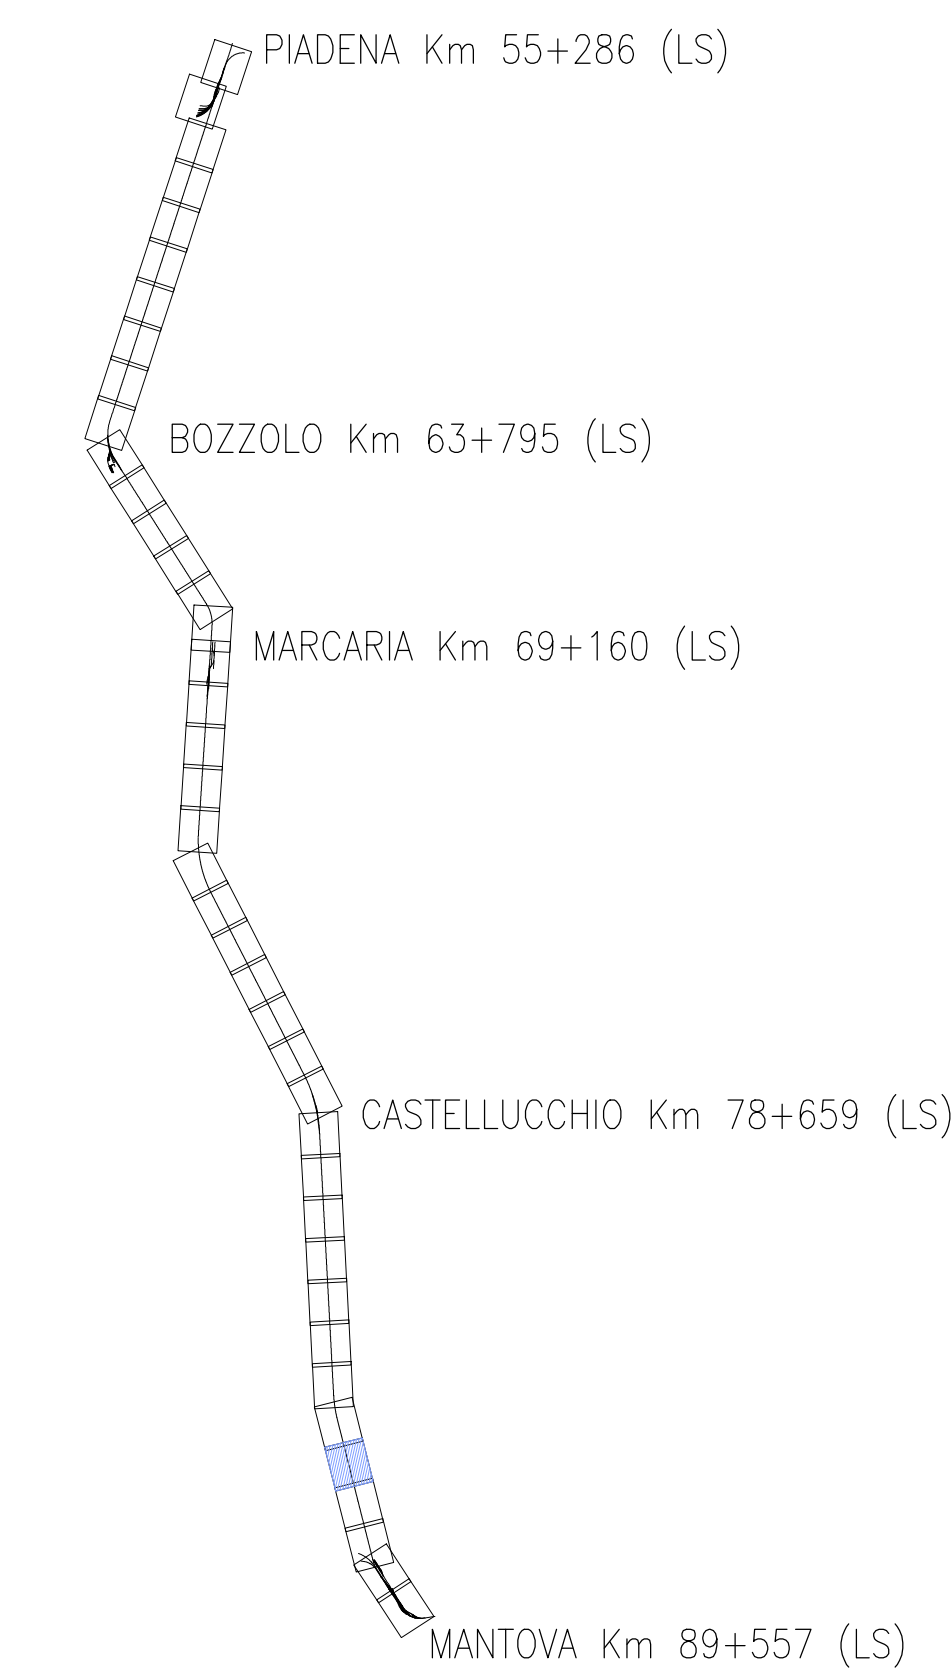 PIADENA Km 55+286 (LS)
BOZZOLO Km 63+795 (LS)
MARCARIA Km 69+160 (LS)
CASTELLUCCHIO Km 78+659 (LS)
MANTOVA Km 89+557 (LS)